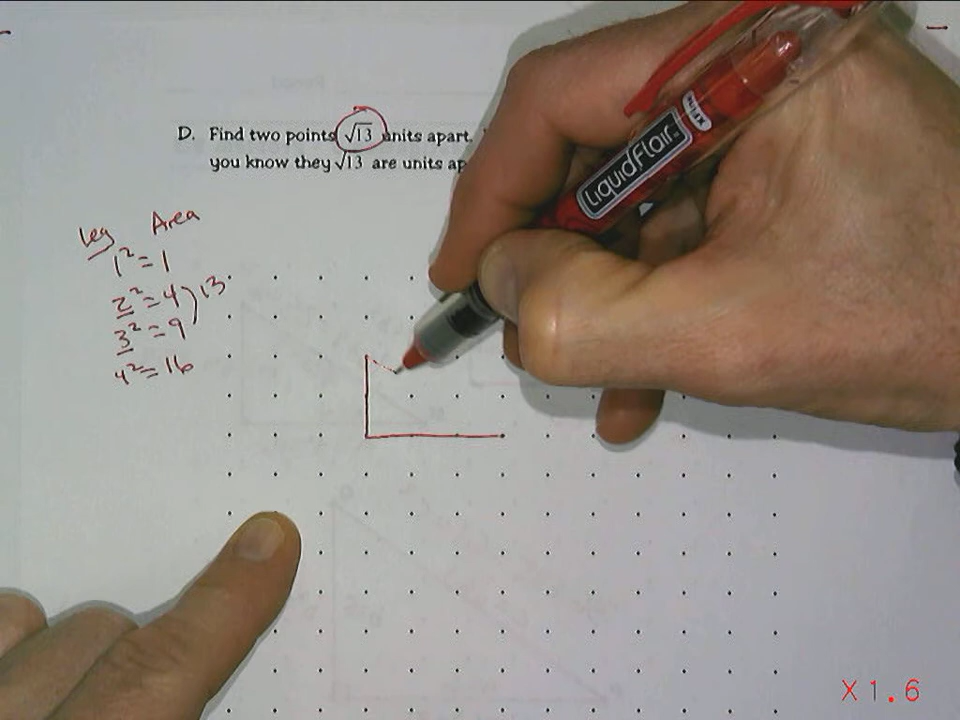 D. Find two points √13 units apart.
you know they √13 are units ap
Leg Area
1² = 1
2² = 4 ) 13
3² = 9
4² = 16
LiquidFlair
X1.6